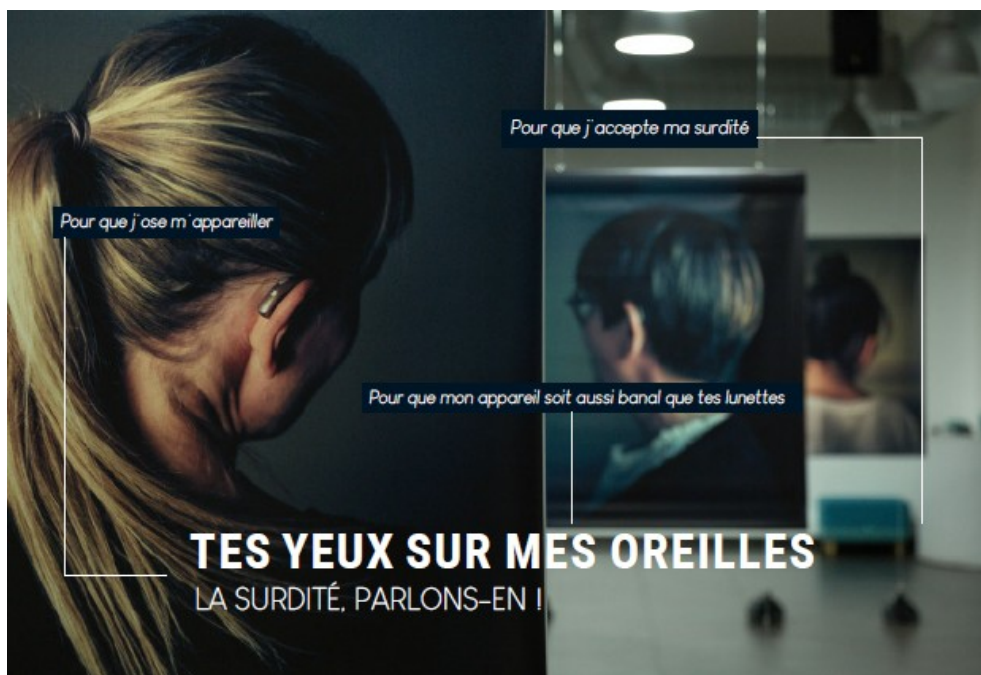 Pour que j'accepte ma surdité
Pour que j'ose m'appareiller
Pour que mon appareil soit aussi banal que tes lunettes
TES YEUX SUR MES OREILLES
LA SURDITÉ, PARLONS-EN !